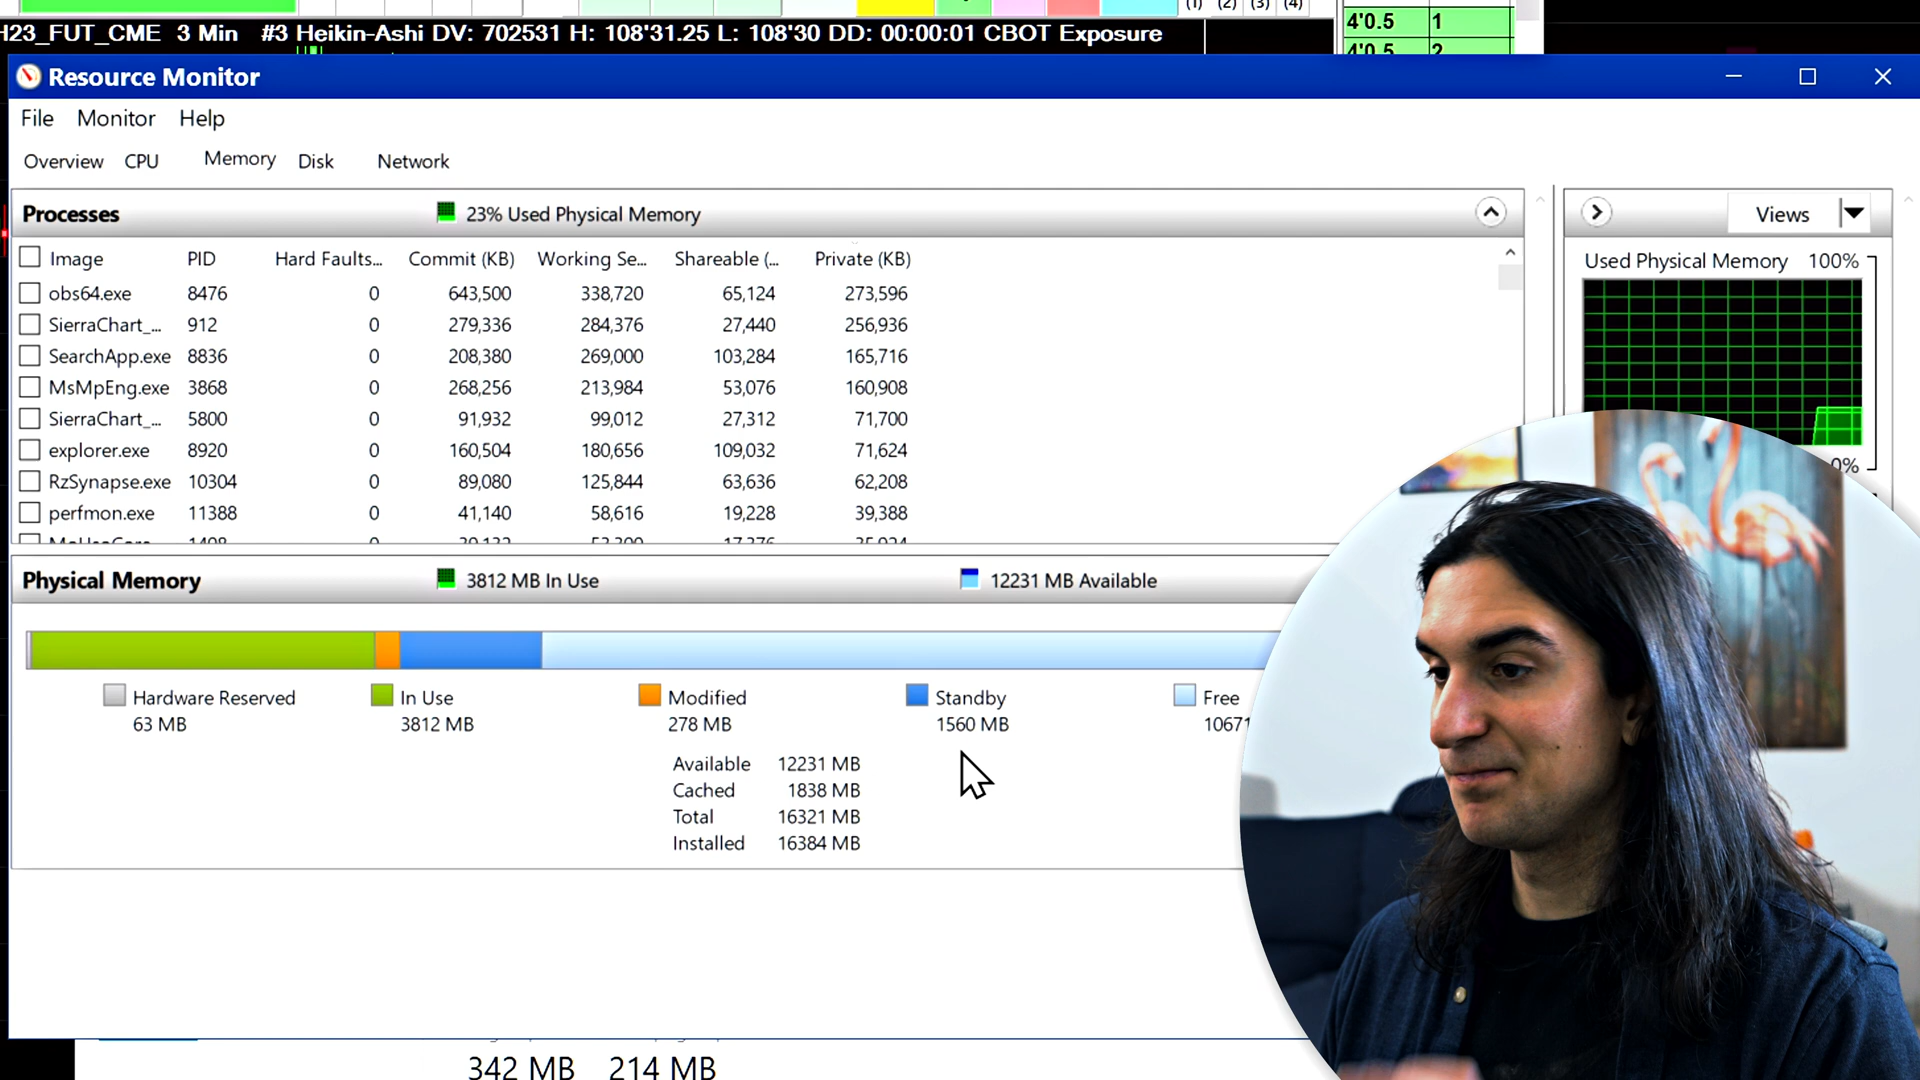 (1) (2) (3) (4)
H23_FUT_CME 3 Min #3 Heikin-Ashi DV: 702531 H: 108'31.25 L: 108'30 DD: 00:00:01 CBOT Exposure
4'0.5 1
4'0.5 2
Resource Monitor
File Monitor Help
Overview CPU Memory Disk Network
Processes 23% Used Physical Memory
Views
Image PID Hard Faults... Commit (KB) Working Se... Shareable (... Private (KB)
Used Physical Memory 100%
obs64.exe 8476 0 643,500 338,720 65,124 273,596
SierraChart_... 912 0 279,336 284,376 27,440 256,936
SearchApp.exe 8836 0 208,380 269,000 103,284 165,716
MsMpEng.exe 3868 0 268,256 213,984 53,076 160,908
SierraChart_... 5800 0 91,932 99,012 27,312 71,700
explorer.exe 8920 0 160,504 180,656 109,032 71,624
0%
RzSynapse.exe 10304 0 89,080 125,844 63,636 62,208
perfmon.exe 11388 0 41,140 58,616 19,228 39,388
Physical Memory 3812 MB In Use 12231 MB Available
Hardware Reserved In Use Modified Standby Free
63 MB 3812 MB 278 MB 1560 MB 10671
Available 12231 MB
Cached 1838 MB
Total 16321 MB
Installed 16384 MB
342 MB 214 MB